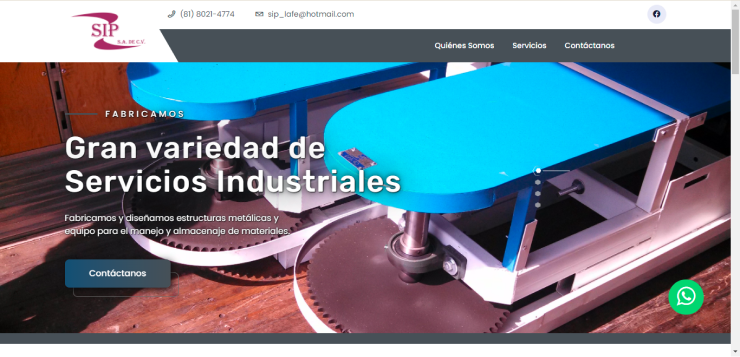 SIP
S.A. DE C.V.
(81) 8021-4774
sip_lafe@hotmail.com
Quiénes Somos
Servicios
Contáctanos
FABRICAMOS
Gran variedad de
Servicios Industriales
Fabricamos y diseñamos estructuras metálicas y
equipo para el manejo y almacenaje de materiales.
Contáctanos